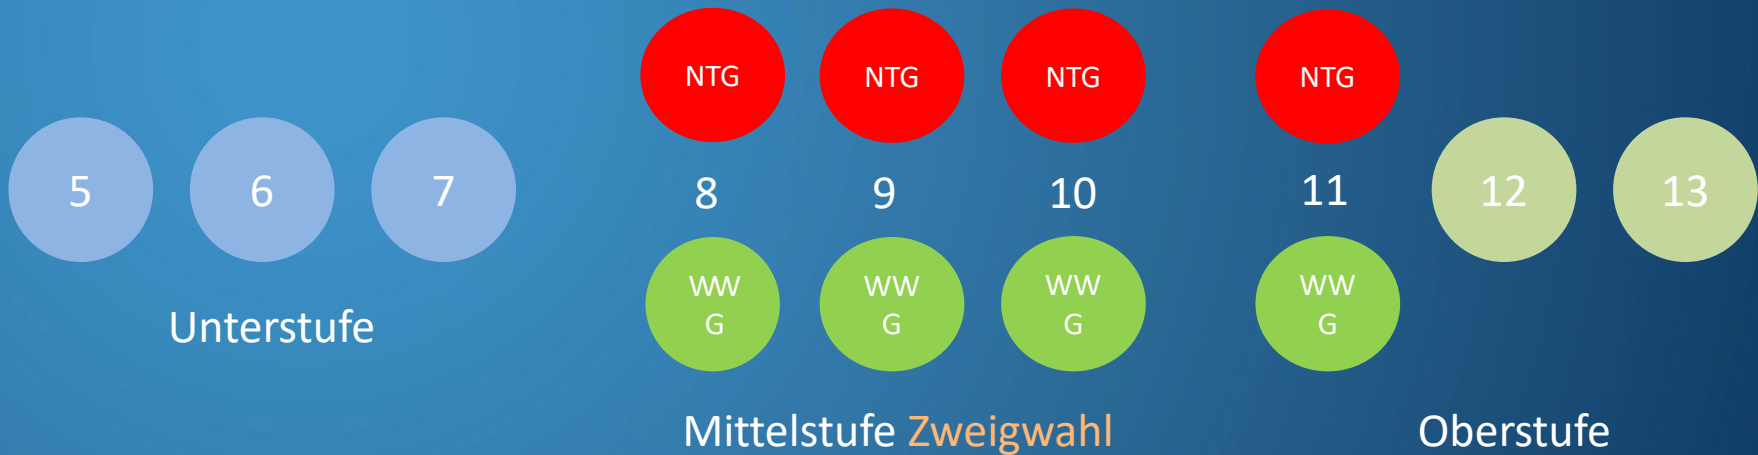 NTG NTG NTG NTG
5 6 7 8 9 10 11 12 13
WW WW WW WW
G G G G
Unterstufe
Mittelstufe Zweigwahl Oberstufe